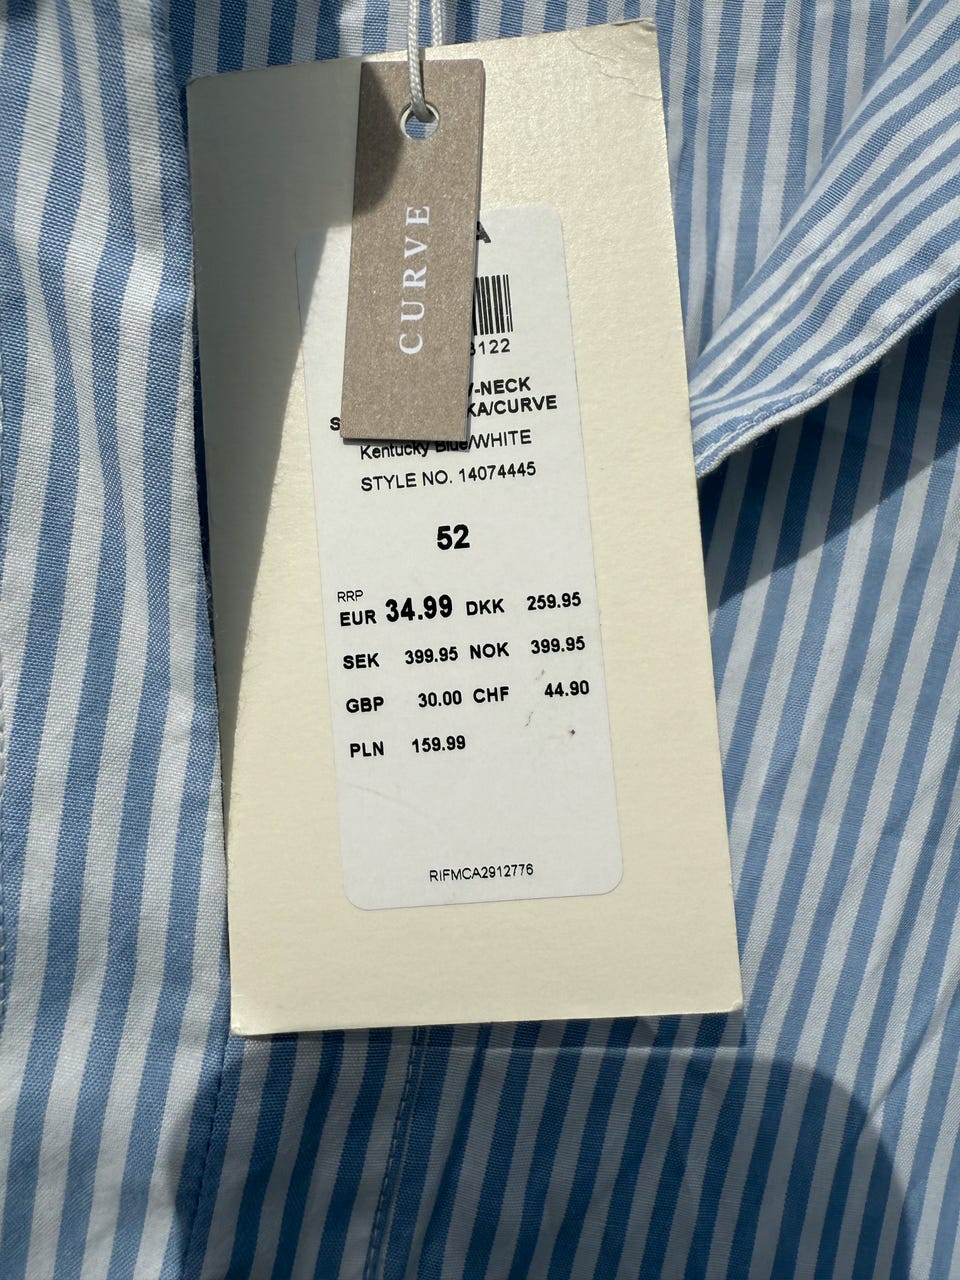 CURVE
122
V-NECK
KA/CURVE
Kentucky Blue/WHITE
STYLE NO. 14074445
52
RRP
EUR 34.99 DKK 259.95
SEK 399.95 NOK 399.95
GBP 30.00 CHF 44.90
PLN 159.99
RIFMCA2912776